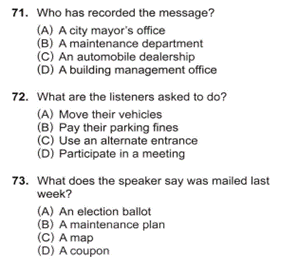 71. Who has recorded the message?
(A) A city mayor's office
(B) A maintenance department
(C) An automobile dealership
(D) A building management office
72. What are the listeners asked to do?
(A) Move their vehicles
(B) Pay their parking fines
(C) Use an alternate entrance
(D) Participate in a meeting
73. What does the speaker say was mailed last
week?
(A) An election ballot
(B) A maintenance plan
(C) A map
(D) A coupon